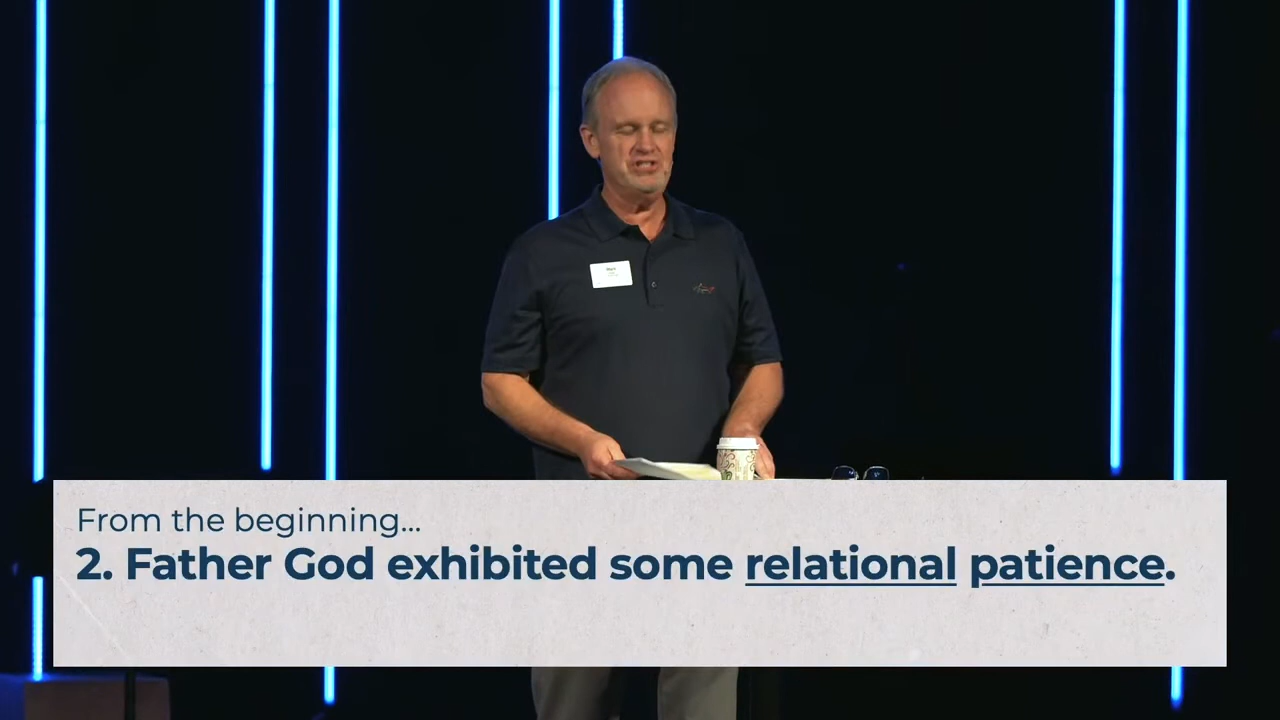 From the beginning...
2. Father God exhibited some relational patience.